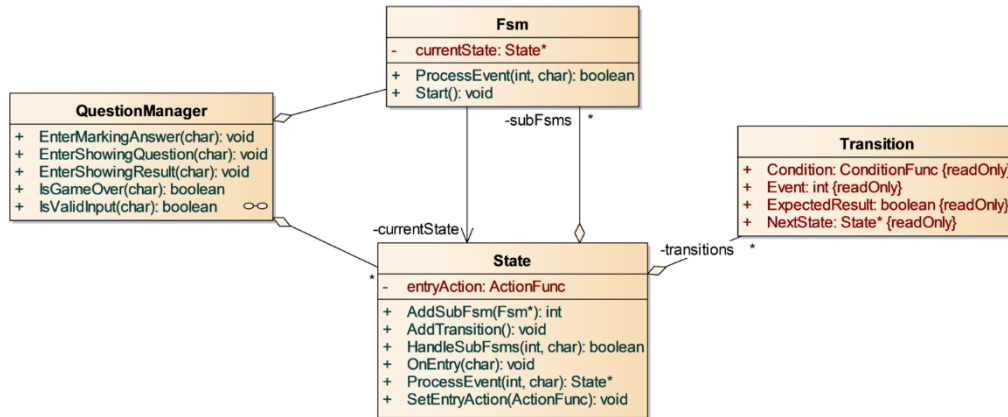 Fsm
- currentState: State*
+ ProcessEvent(int, char): boolean
+ Start(): void
QuestionManager
+ EnterMarkingAnswer(char): void
+ EnterShowingQuestion(char): void
+ EnterShowingResult(char): void
+ IsGameOver(char): boolean
+ IsValidInput(char): boolean
-subFsms *
Transition
+ Condition: ConditionFunc {readOnly}
+ Event: int {readOnly}
+ ExpectedResult: boolean {readOnly}
+ NextState: State* {readOnly}
-currentState
*
-transitions *
State
- entryAction: ActionFunc
+ AddSubFsm(Fsm*): int
+ AddTransition(): void
+ HandleSubFsms(int, char): boolean
+ OnEntry(char): void
+ ProcessEvent(int, char): State*
+ SetEntryAction(ActionFunc): void